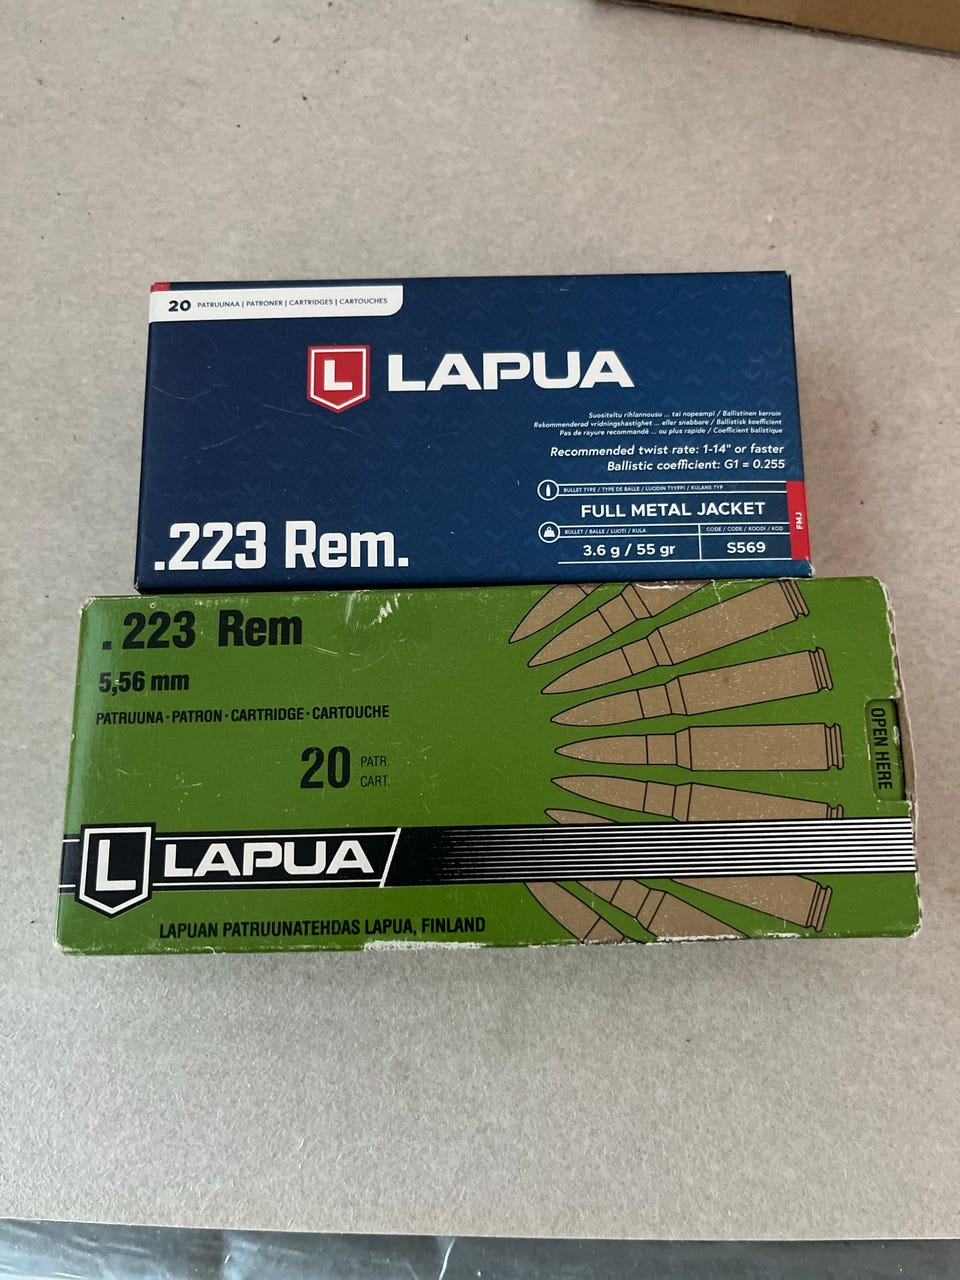 20 PATRUUNAA | PATRONER | CARTRIDGES | CARTOUCHES
L LAPUA
Suositeltu rihlannousu ... tai nopeampi / Ballistinen kerroin
Rekommenderad vridningshastighet ... eller snabbare / Ballistisk koefficient
Pas de rayure recommandé ... ou plus rapide / Coefficient balistique
Recommended twist rate: 1-14" or faster
Ballistic coefficient: G1 = 0.255
BULLET TYPE / TYPE DE BALLE / LUODIN TYYPPI / KULANS TYP
FULL METAL JACKET
FMJ
BULLET / BALLE / LUOTI / KULA
CODE / CODE / KOODI / KOD
3.6 g / 55 gr
S569
.223 Rem.
.223 Rem
5,56 mm
PATRUUNA · PATRON · CARTRIDGE · CARTOUCHE
20 PATR.
CART.
OPEN HERE
L LAPUA
LAPUAN PATRUUNATEHDAS LAPUA, FINLAND